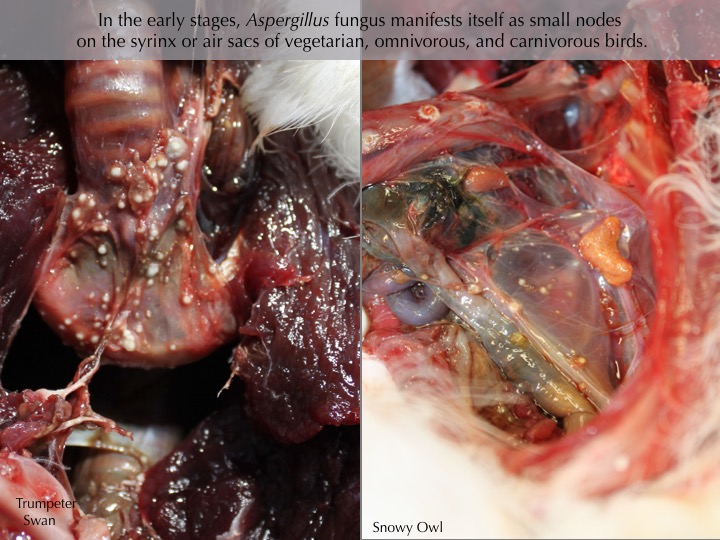 In the early stages, Aspergillus fungus manifests itself as small nodes
on the syrinx or air sacs of vegetarian, omnivorous, and carnivorous birds.
Trumpeter
Swan
Snowy Owl